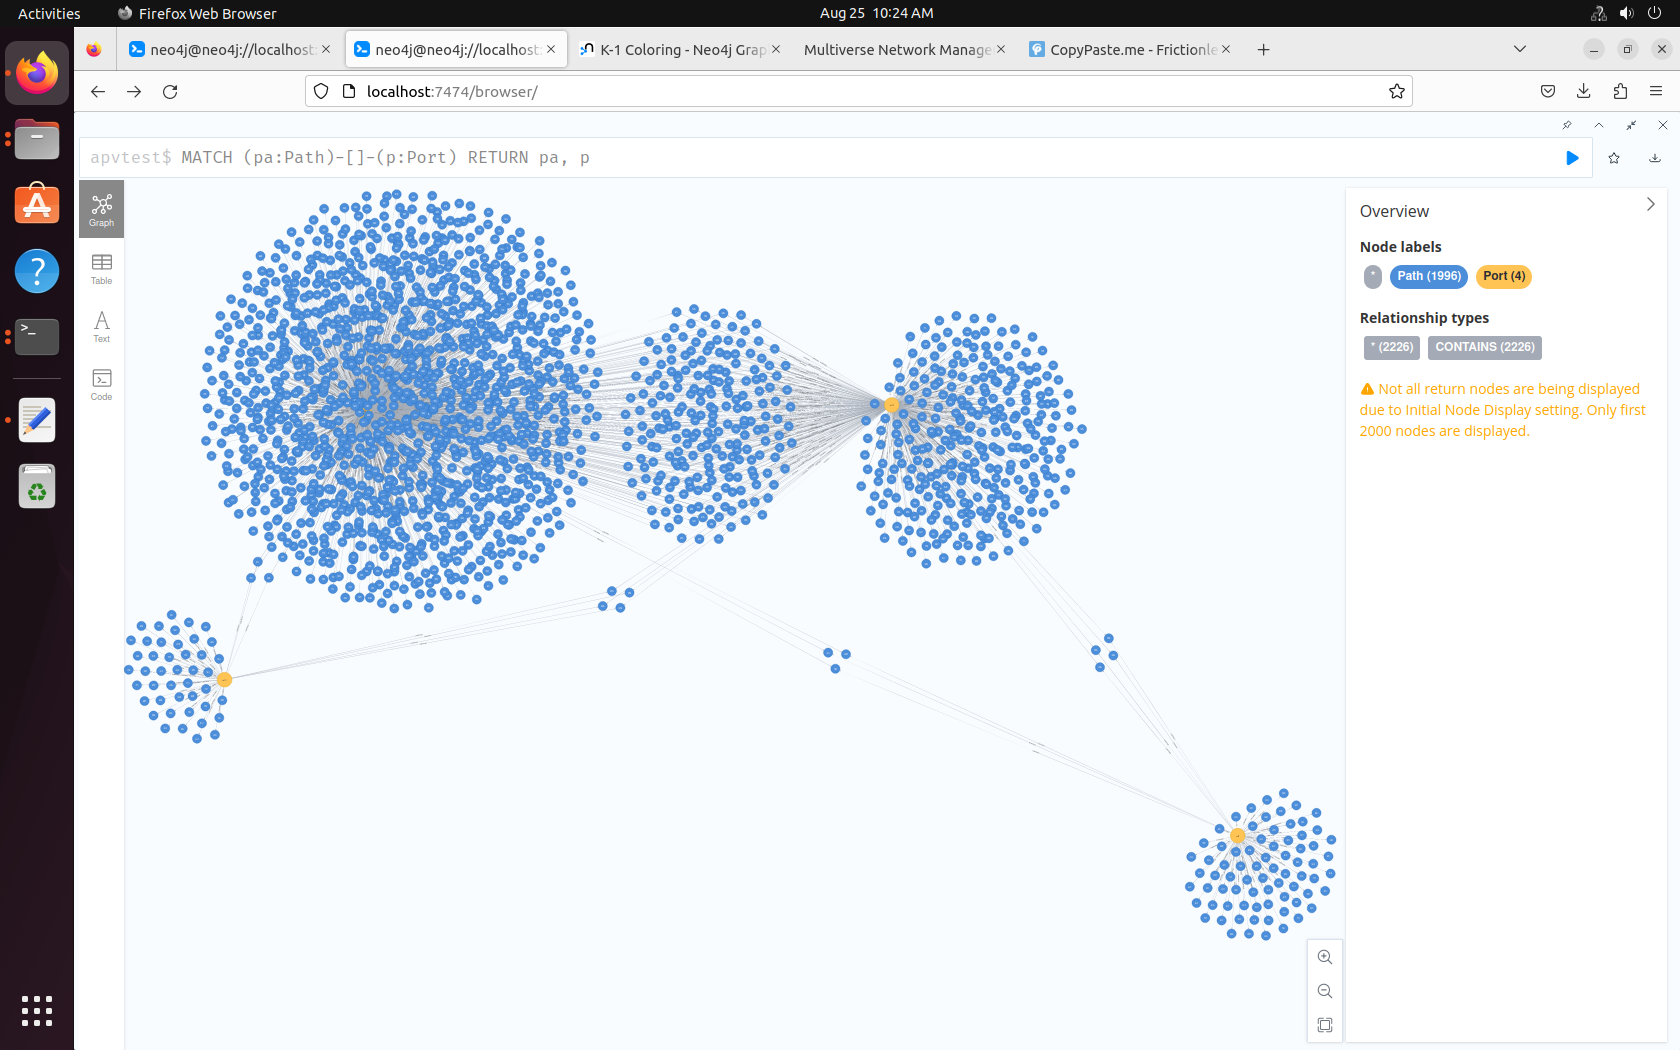 Activities
Firefox Web Browser
Aug 25 10:24 AM
neo4j@neo4j://localhost:
neo4j@neo4j://localhost:
K-1 Coloring - Neo4j Grap
Multiverse Network Manage
CopyPaste.me - Frictionle
localhost:7474/browser/
apvtest$ MATCH (pa:Path)-[]-(p:Port) RETURN pa, p
Graph
Table
Text
Code
Overview
Node labels
*
Path (1996)
Port (4)
Relationship types
* (2226)
CONTAINS (2226)
Not all return nodes are being displayed
due to Initial Node Display setting. Only first
2000 nodes are displayed.